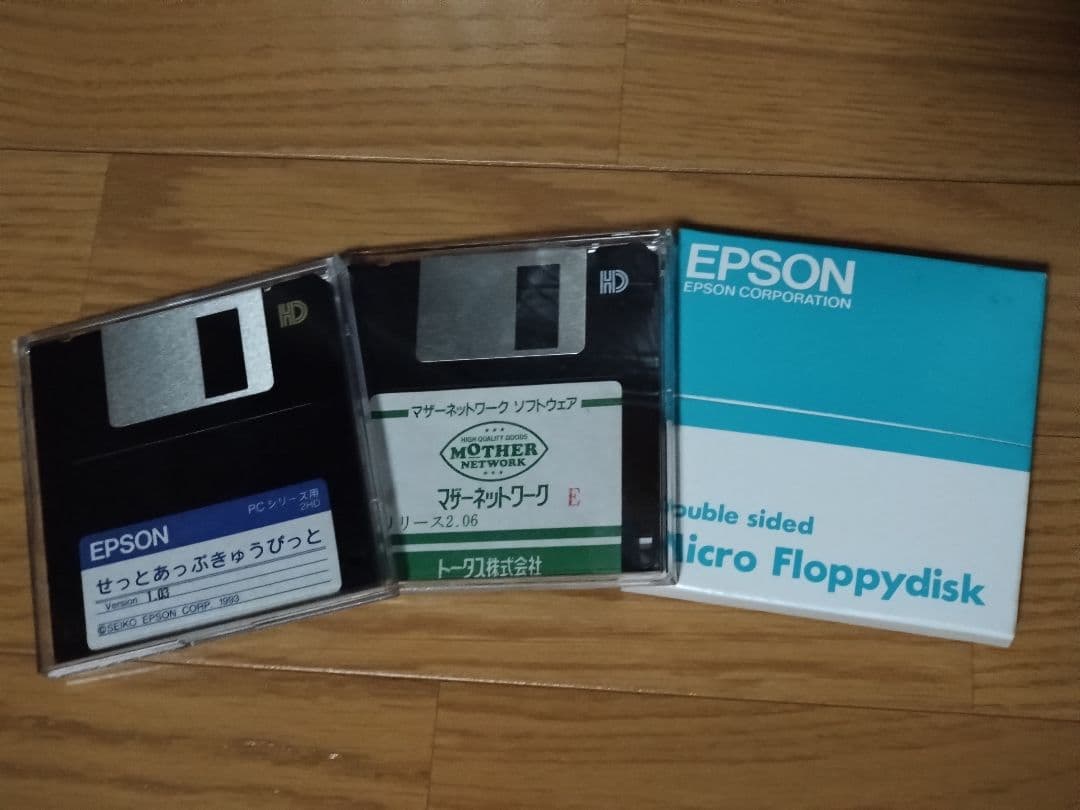 HD
EPSON
PCシリーズ用
2HD
せっとあっぷきゅうびっと
Version 1.03
©SEIKO EPSON CORP. 1993
HD
マザーネットワーク ソフトウェア
HIGH QUALITY GOODS
MOTHER
NETWORK
マザーネットワーク E
リリース2.06
トータス株式会社
EPSON
EPSON CORPORATION
ouble sided
icro Floppydisk